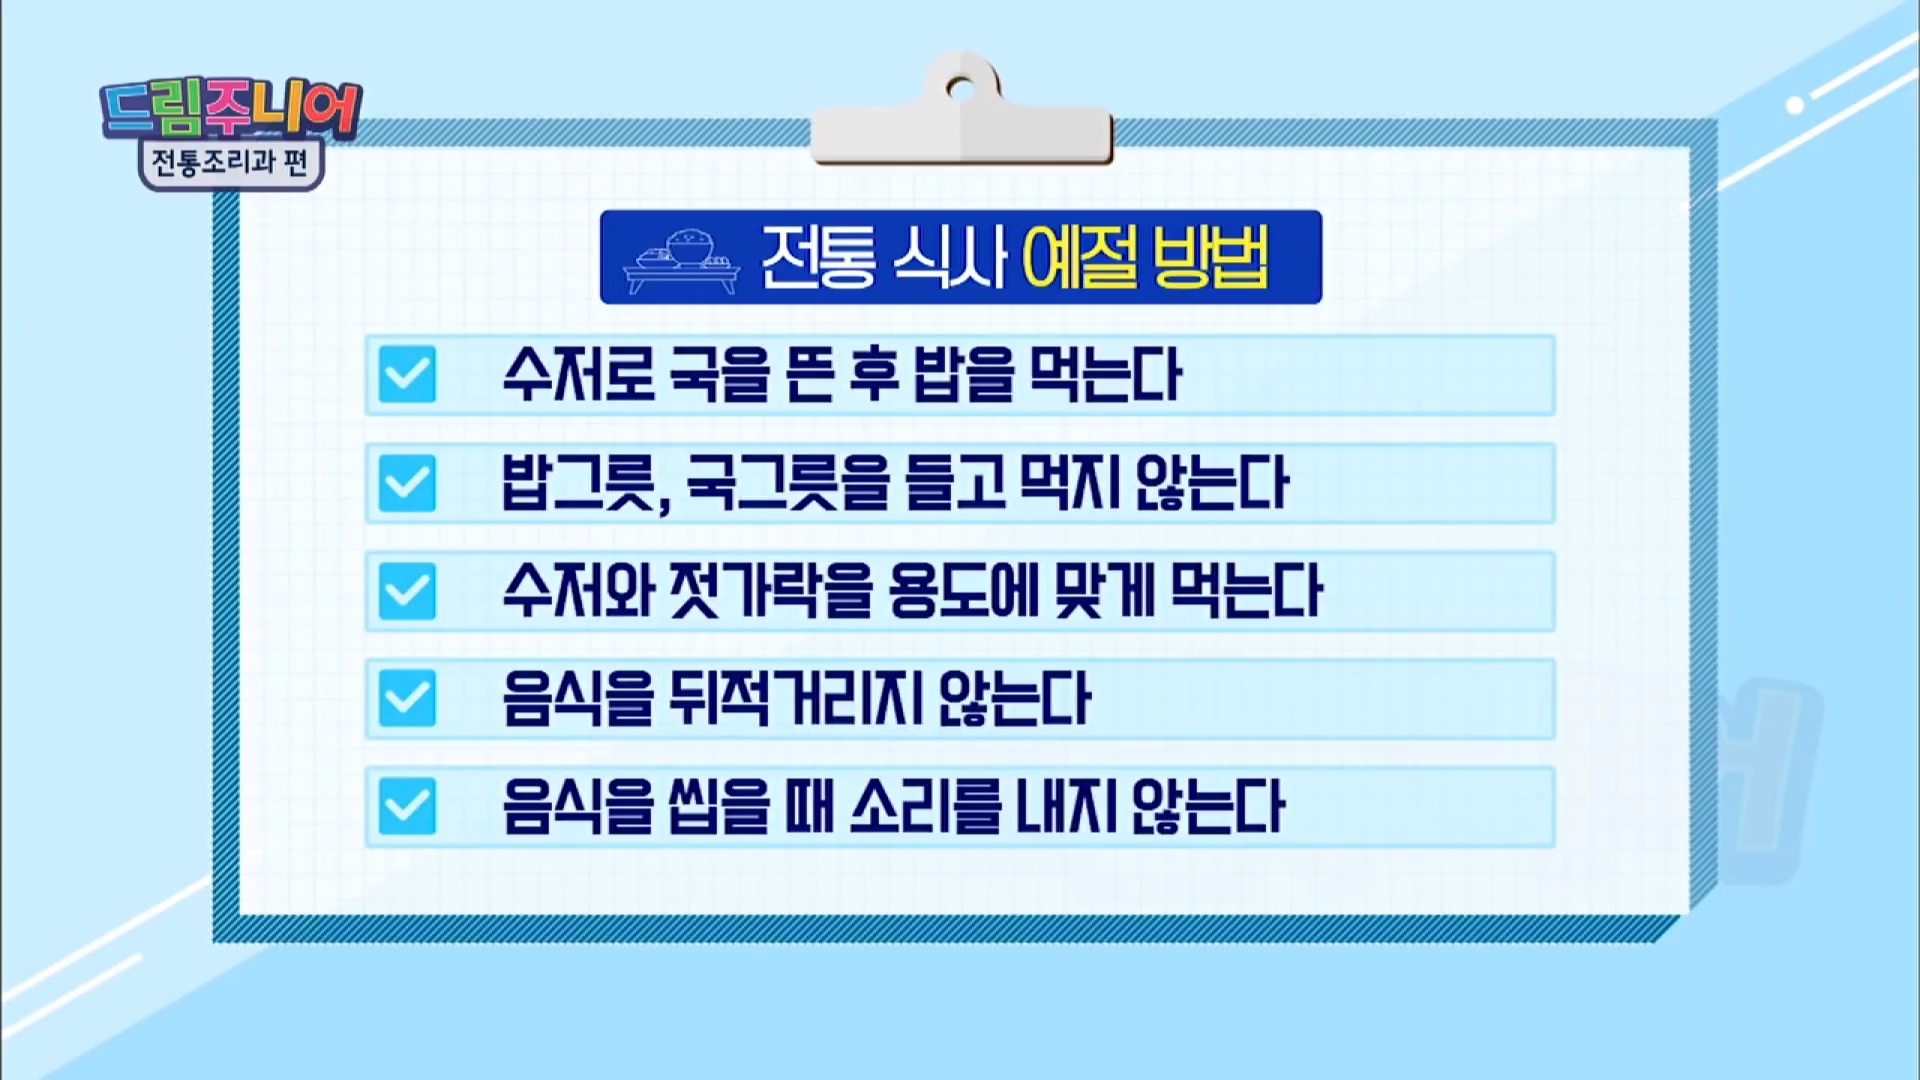 드림주니어
전통조리과 편
전통 식사 예절 방법
수저로 국을 뜬 후 밥을 먹는다
밥그릇, 국그릇을 들고 먹지 않는다
수저와 젓가락을 용도에 맞게 먹는다
음식을 뒤적거리지 않는다
음식을 씹을 때 소리를 내지 않는다